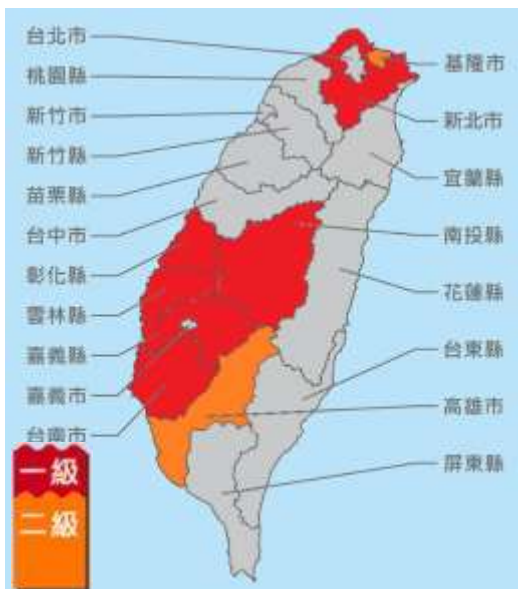 台北市
桃園縣
新竹市
新竹縣
苗栗縣
台中市
彰化縣
雲林縣
嘉義縣
嘉義市
台南市
基隆市
新北市
宜蘭縣
南投縣
花蓮縣
台東縣
高雄市
屏東縣
一級
二級